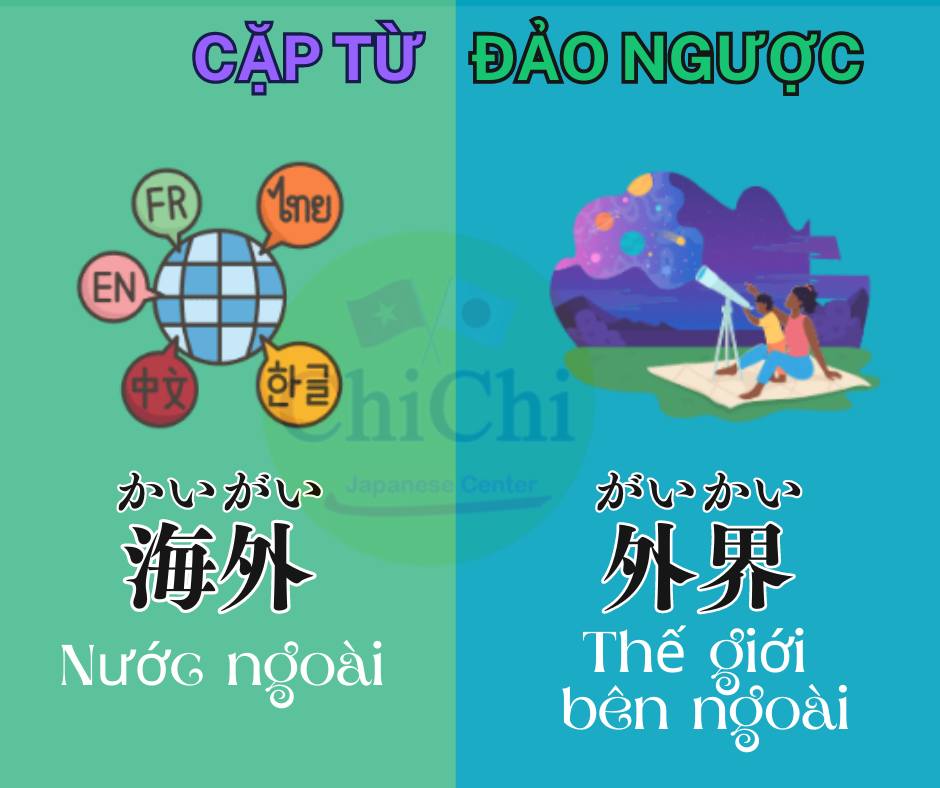 CẶP TỪ ĐẢO NGƯỢC
FR
ไทย
EN
中文
한글
ChiChi
Japanese Center
かいがい
海外
Nước ngoài
がいかい
外界
Thế giới
bên ngoài